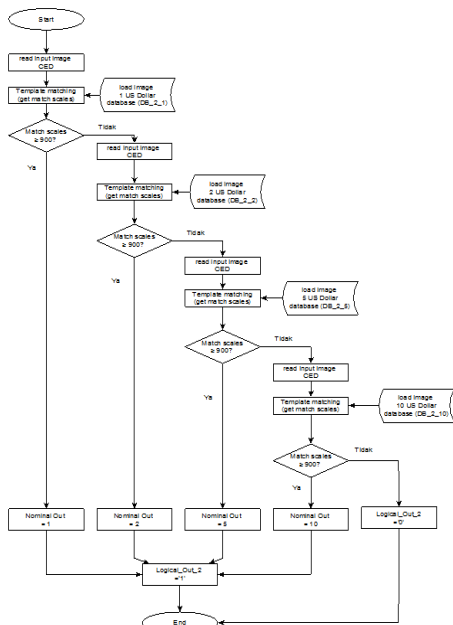 Start
read input image
CED
Template matching
(get match scales)
load image
1 US Dollar
database (DB_2_1)
Match scales
≥ 900?
Tidak
Ya
read input image
CED
Template matching
(get match scales)
load image
2 US Dollar
database (DB_2_2)
Match scales
≥ 900?
Tidak
Ya
read input image
CED
Template matching
(get match scales)
load image
5 US Dollar
database (DB_2_5)
Match scales
≥ 900?
Tidak
Ya
read input image
CED
Template matching
(get match scales)
load image
10 US Dollar
database (DB_2_10)
Match scales
≥ 900?
Tidak
Ya
Nominal Out
= 1
Nominal Out
= 2
Nominal Out
= 5
Nominal Out
= 10
Logical_Out_2
='0'
Logical_Out_2
='1'
End